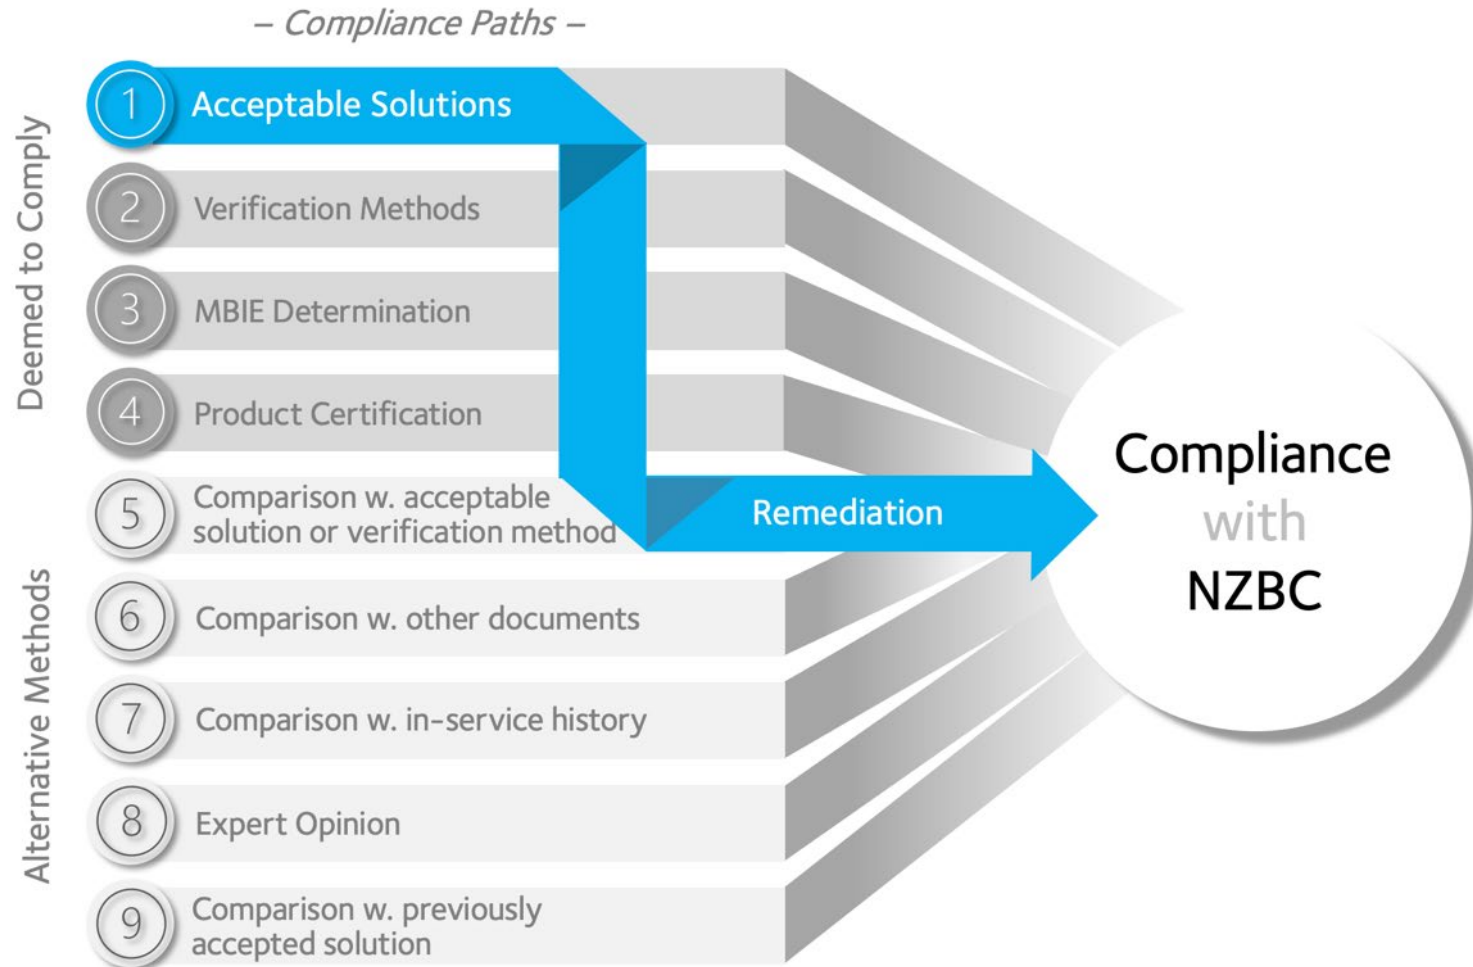 – Compliance Paths –
Deemed to Comply
1 Acceptable Solutions
2 Verification Methods
3 MBIE Determination
4 Product Certification
Alternative Methods
5 Comparison w. acceptable
solution or verification method
6 Comparison w. other documents
7 Comparison w. in-service history
8 Expert Opinion
9 Comparison w. previously
accepted solution
Remediation
Compliance
with
NZBC